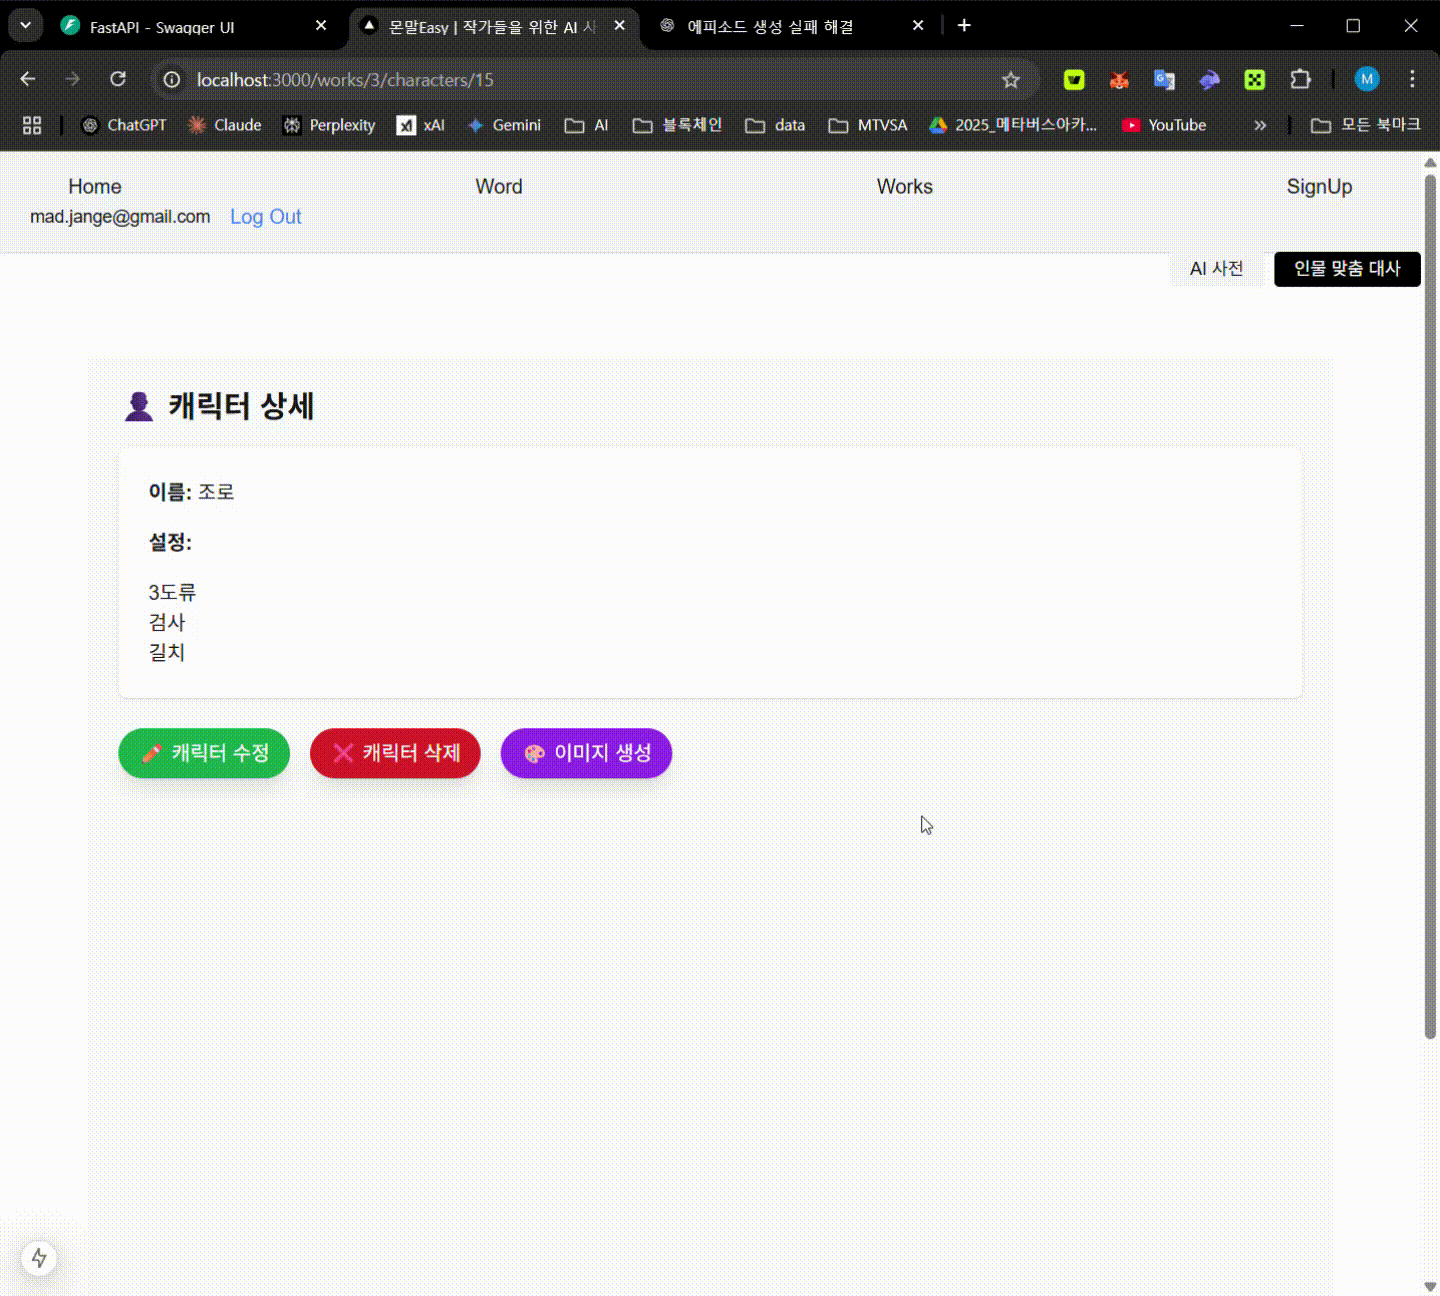 FastAPI - Swagger UI
몬말Easy | 작가들을 위한 AI 사
에피소드 생성 실패 해결
localhost:3000/works/3/characters/15
M
ChatGPT
Claude
Perplexity
xAI
Gemini
AI
블록체인
data
MTVSA
2025_메타버스아카...
YouTube
모든 북마크
Home
Word
Works
SignUp
mad.jange@gmail.com
Log Out
AI 사전
인물 맞춤 대사
캐릭터 상세
이름: 조로
설정:
3도류
검사
길치
캐릭터 수정
캐릭터 삭제
이미지 생성